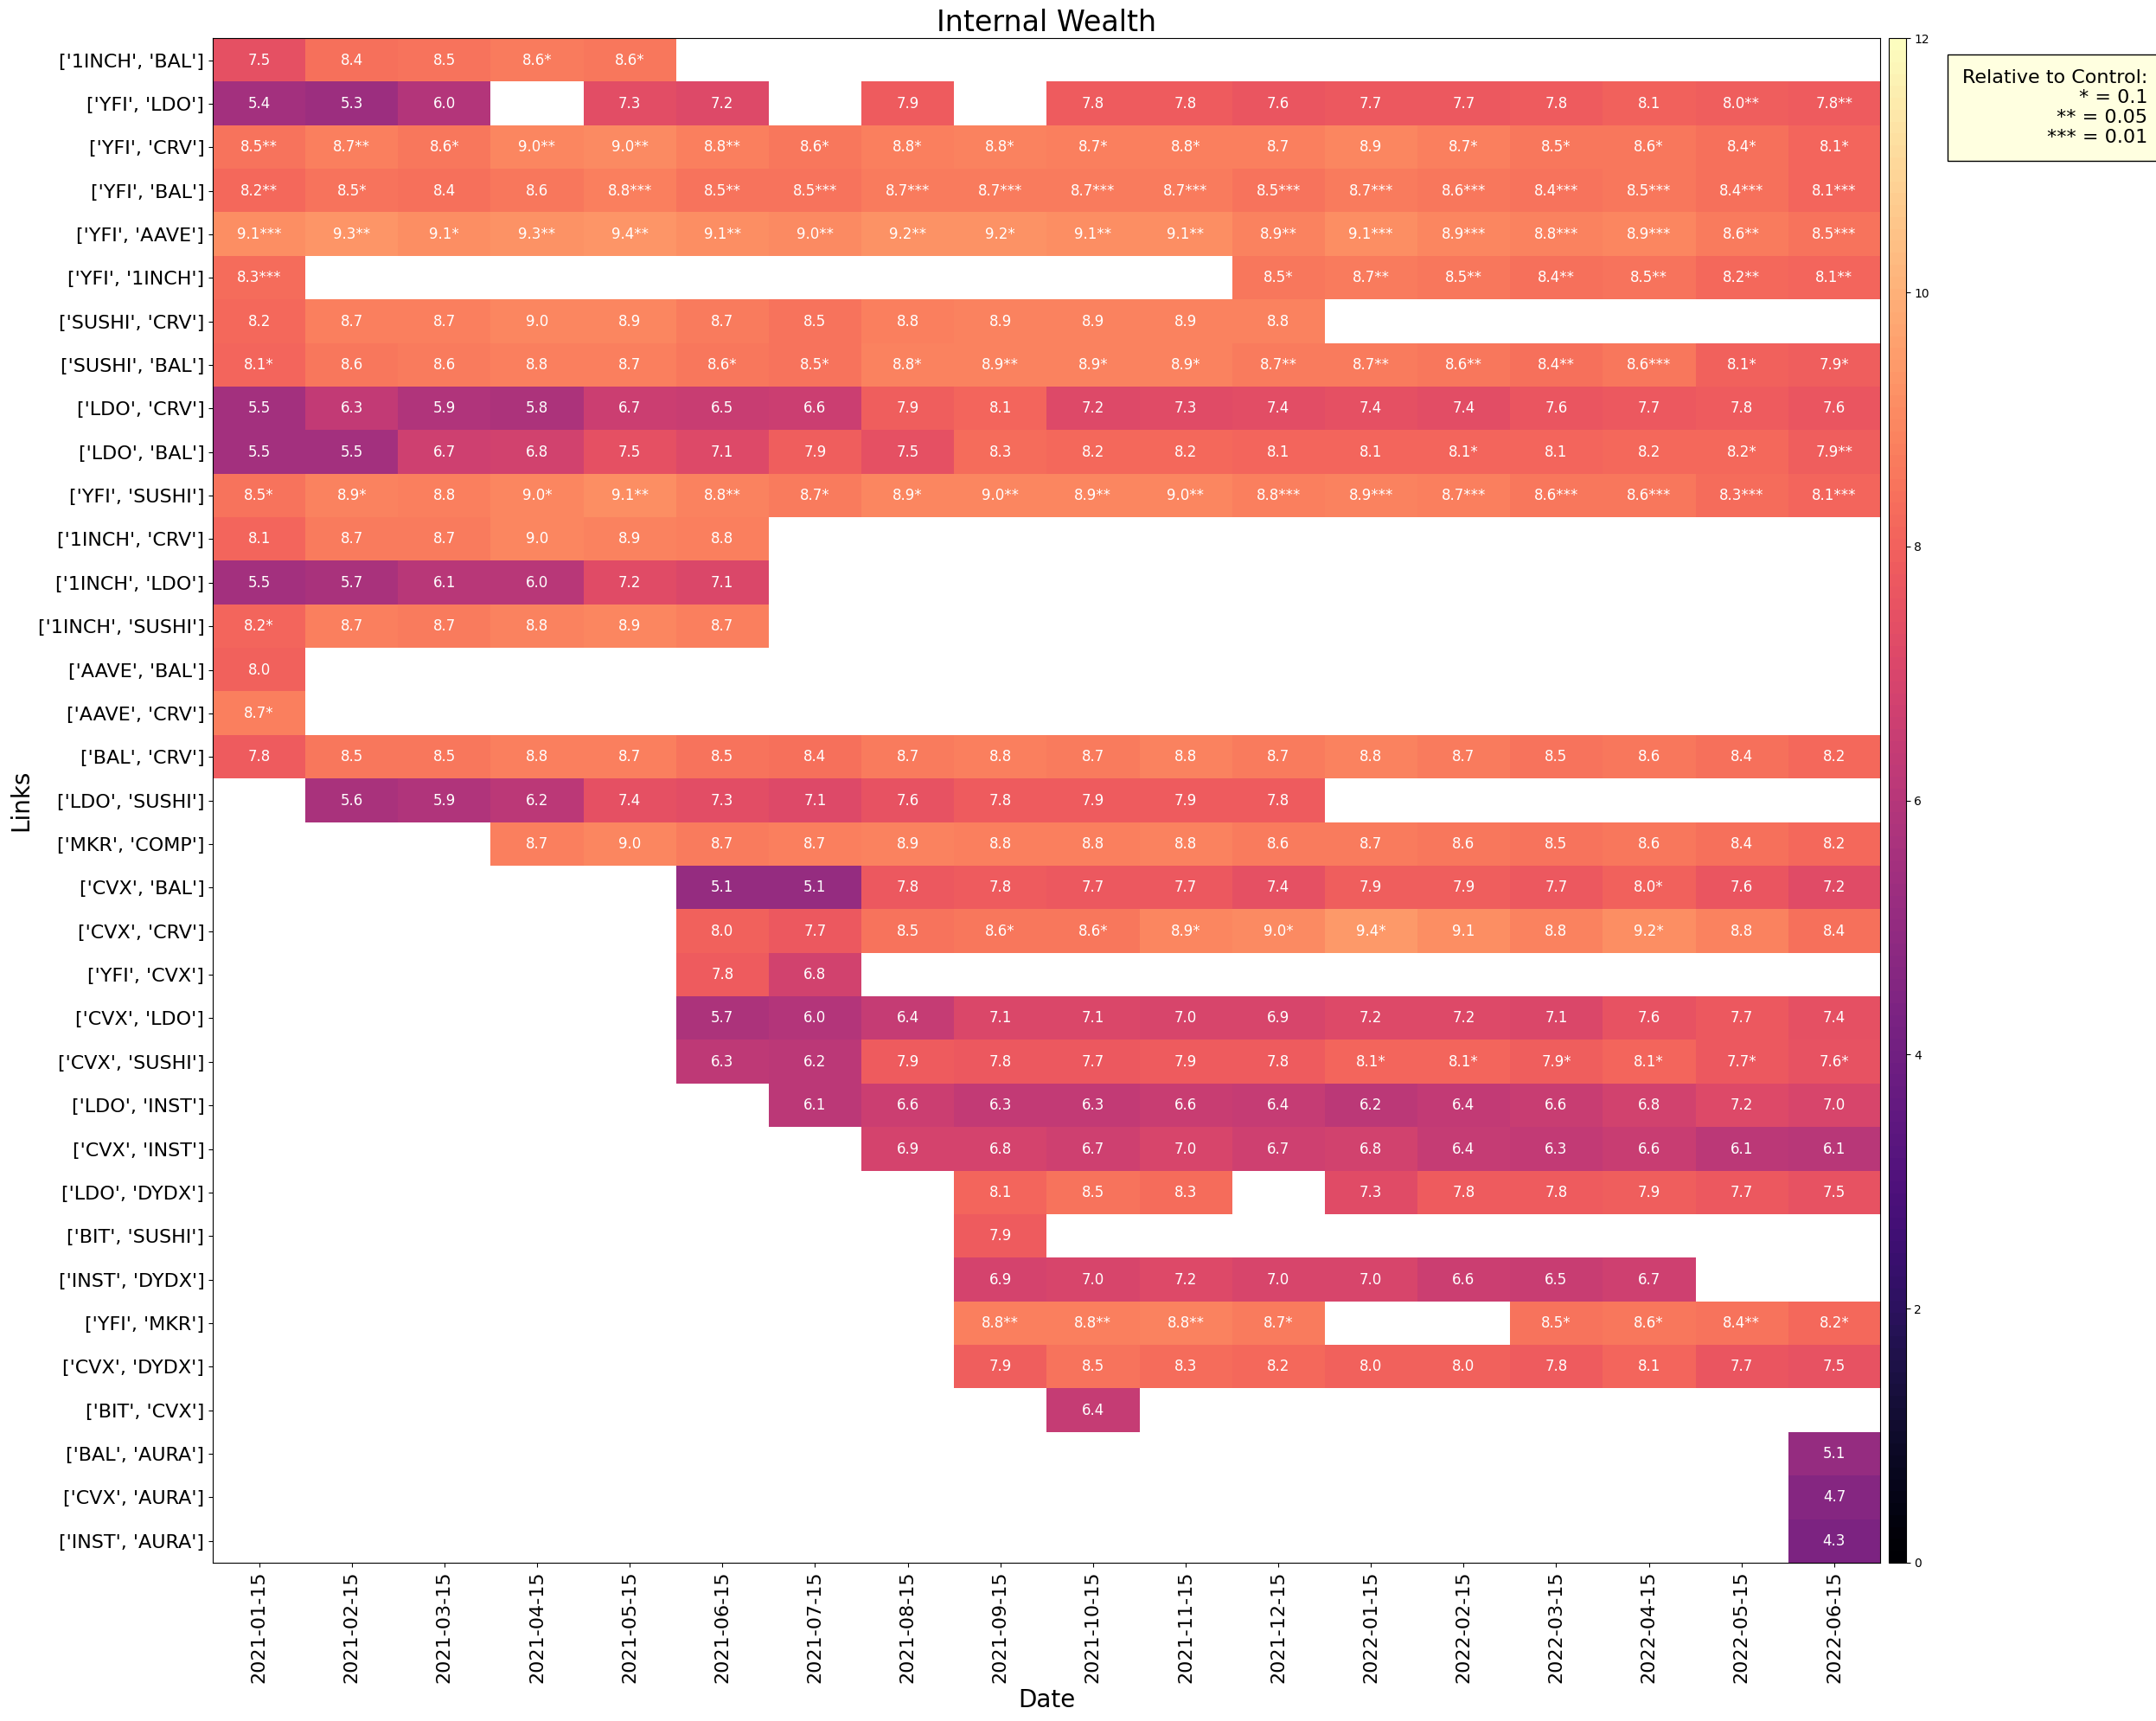 Internal Wealth
['1INCH', 'BAL'] 7.5 8.4 8.5 8.6* 8.6*
['YFI', 'LDO'] 5.4 5.3 6.0 7.3 7.2 7.9 7.8 7.8 7.6 7.7 7.7 7.8 8.1 8.0** 7.8**
['YFI', 'CRV'] 8.5** 8.7** 8.6* 9.0** 9.0** 8.8** 8.6* 8.8* 8.8* 8.7* 8.8* 8.7 8.9 8.7* 8.5* 8.6* 8.4* 8.1*
['YFI', 'BAL'] 8.2** 8.5* 8.4 8.6 8.8*** 8.5** 8.5*** 8.7*** 8.7*** 8.7*** 8.7*** 8.5*** 8.7*** 8.6*** 8.4*** 8.5*** 8.4*** 8.1***
['YFI', 'AAVE'] 9.1*** 9.3** 9.1* 9.3** 9.4** 9.1** 9.0** 9.2** 9.2* 9.1** 9.1** 8.9** 9.1*** 8.9*** 8.8*** 8.9*** 8.6** 8.5***
['YFI', '1INCH'] 8.3*** 8.5* 8.7** 8.5** 8.4** 8.5** 8.2** 8.1**
['SUSHI', 'CRV'] 8.2 8.7 8.7 9.0 8.9 8.7 8.5 8.8 8.9 8.9 8.9 8.8
['SUSHI', 'BAL'] 8.1* 8.6 8.6 8.8 8.7 8.6* 8.5* 8.8* 8.9** 8.9* 8.9* 8.7** 8.7** 8.6** 8.4** 8.6*** 8.1* 7.9*
['LDO', 'CRV'] 5.5 6.3 5.9 5.8 6.7 6.5 6.6 7.9 8.1 7.2 7.3 7.4 7.4 7.4 7.6 7.7 7.8 7.6
['LDO', 'BAL'] 5.5 5.5 6.7 6.8 7.5 7.1 7.9 7.5 8.3 8.2 8.2 8.1 8.1 8.1* 8.1 8.2 8.2* 7.9**
['YFI', 'SUSHI'] 8.5* 8.9* 8.8 9.0* 9.1** 8.8** 8.7* 8.9* 9.0** 8.9** 9.0** 8.8*** 8.9*** 8.7*** 8.6*** 8.6*** 8.3*** 8.1***
['1INCH', 'CRV'] 8.1 8.7 8.7 9.0 8.9 8.8
['1INCH', 'LDO'] 5.5 5.7 6.1 6.0 7.2 7.1
['1INCH', 'SUSHI'] 8.2* 8.7 8.7 8.8 8.9 8.7
['AAVE', 'BAL'] 8.0
['AAVE', 'CRV'] 8.7*
['BAL', 'CRV'] 7.8 8.5 8.5 8.8 8.7 8.5 8.4 8.7 8.8 8.7 8.8 8.7 8.8 8.7 8.5 8.6 8.4 8.2
['LDO', 'SUSHI'] 5.6 5.9 6.2 7.4 7.3 7.1 7.6 7.8 7.9 7.9 7.8
['MKR', 'COMP'] 8.7 9.0 8.7 8.7 8.9 8.8 8.8 8.8 8.6 8.7 8.6 8.5 8.6 8.4 8.2
['CVX', 'BAL'] 5.1 5.1 7.8 7.8 7.7 7.7 7.4 7.9 7.9 7.7 8.0* 7.6 7.2
['CVX', 'CRV'] 8.0 7.7 8.5 8.6* 8.6* 8.9* 9.0* 9.4* 9.1 8.8 9.2* 8.8 8.4
['YFI', 'CVX'] 7.8 6.8
['CVX', 'LDO'] 5.7 6.0 6.4 7.1 7.1 7.0 6.9 7.2 7.2 7.1 7.6 7.7 7.4
['CVX', 'SUSHI'] 6.3 6.2 7.9 7.8 7.7 7.9 7.8 8.1* 8.1* 7.9* 8.1* 7.7* 7.6*
['LDO', 'INST'] 6.1 6.6 6.3 6.3 6.6 6.4 6.2 6.4 6.6 6.8 7.2 7.0
['CVX', 'INST'] 6.9 6.8 6.7 7.0 6.7 6.8 6.4 6.3 6.6 6.1 6.1
['LDO', 'DYDX'] 8.1 8.5 8.3 7.3 7.8 7.8 7.9 7.7 7.5
['BIT', 'SUSHI'] 7.9
['INST', 'DYDX'] 6.9 7.0 7.2 7.0 7.0 6.6 6.5 6.7
['YFI', 'MKR'] 8.8** 8.8** 8.8** 8.7* 8.5* 8.6* 8.4** 8.2*
['CVX', 'DYDX'] 7.9 8.5 8.3 8.2 8.0 8.0 7.8 8.1 7.7 7.5
['BIT', 'CVX'] 6.4
['BAL', 'AURA'] 5.1
['CVX', 'AURA'] 4.7
['INST', 'AURA'] 4.3
Links
2021-01-15 2021-02-15 2021-03-15 2021-04-15 2021-05-15 2021-06-15 2021-07-15 2021-08-15 2021-09-15 2021-10-15 2021-11-15 2021-12-15 2022-01-15 2022-02-15 2022-03-15 2022-04-15 2022-05-15 2022-06-15
Date
12
10
8
6
4
2
0
Relative to Control:
* = 0.1
** = 0.05
*** = 0.01